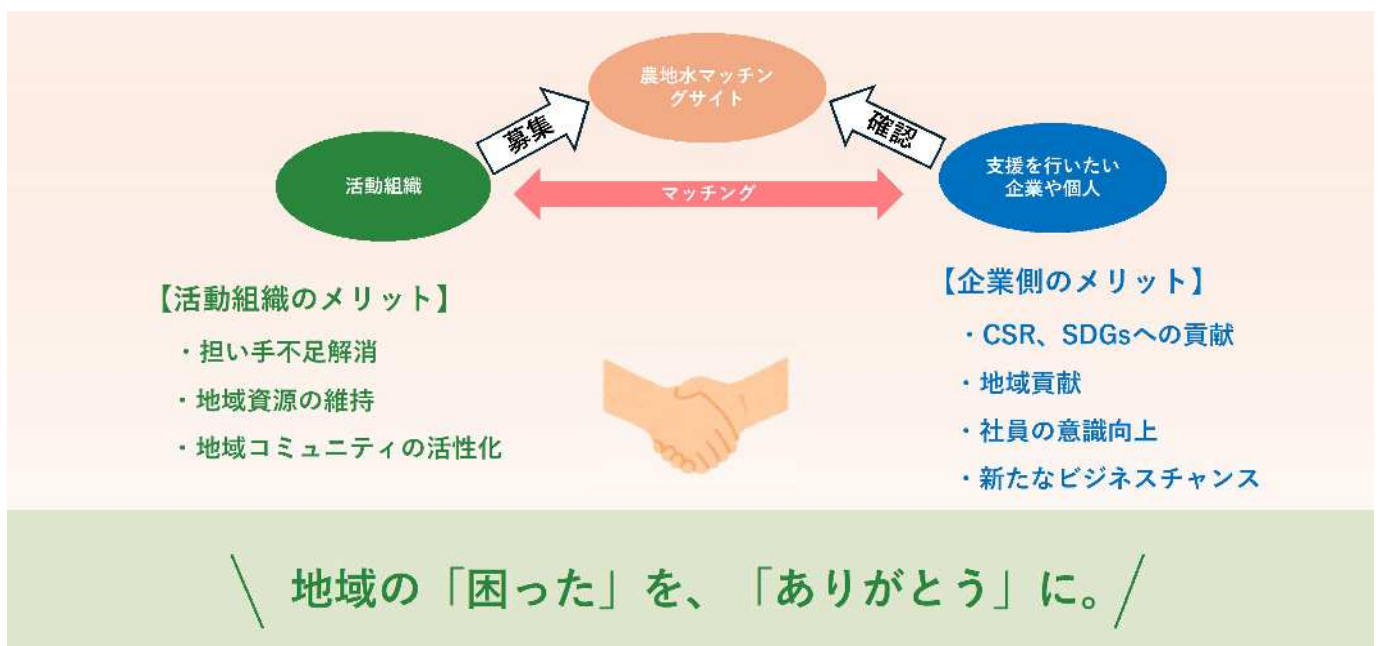 農地水マッチン
グサイト
募集
確認
活動組織
マッチング
支援を行いたい
企業や個人
【活動組織のメリット】
・担い手不足解消
・地域資源の維持
・地域コミュニティの活性化
【企業側のメリット】
・CSR、SDGsへの貢献
・地域貢献
・社員の意識向上
・新たなビジネスチャンス
地域の「困った」を、「ありがとう」に。